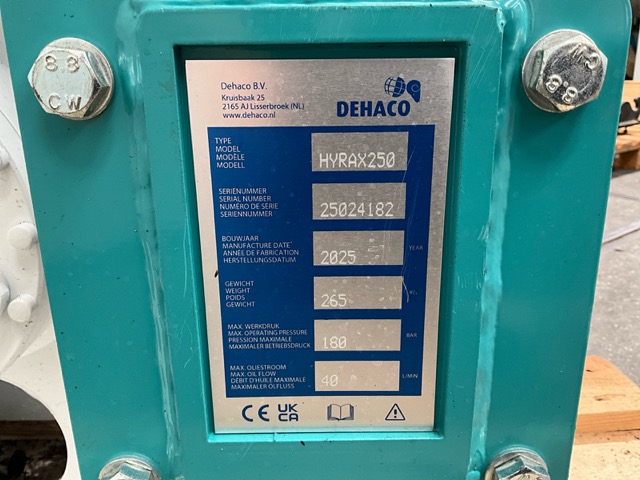 8.8
CW
8.8
Dehaco B.V.
Kruisbaak 25
2165 AJ Lisserbroek (NL)
www.dehaco.nl
DEHACO
TYPE
MODEL
MODÈLE
MODELL
HYRAX250
SERIENUMMER
SERIAL NUMBER
NUMÉRO DE SÉRIE
SERIENNUMMER
25024182
BOUWJAAR
MANUFACTURE DATE
ANNÉE DE FABRICATION
HERSTELLUNGSDATUM
2025
YEAR
GEWICHT
WEIGHT
POIDS
GEWICHT
265
KG
MAX. WERKDRUK
MAX. OPERATING PRESSURE
PRESSION MAXIMALE
MAXIMALER BETRIEBSDRUCK
180
BAR
MAX. OLIESTROOM
MAX. OIL FLOW
DÉBIT D'HUILE MAXIMALE
MAXIMALER ÖLFLUSS
40
L/MIN
CE UK
CA